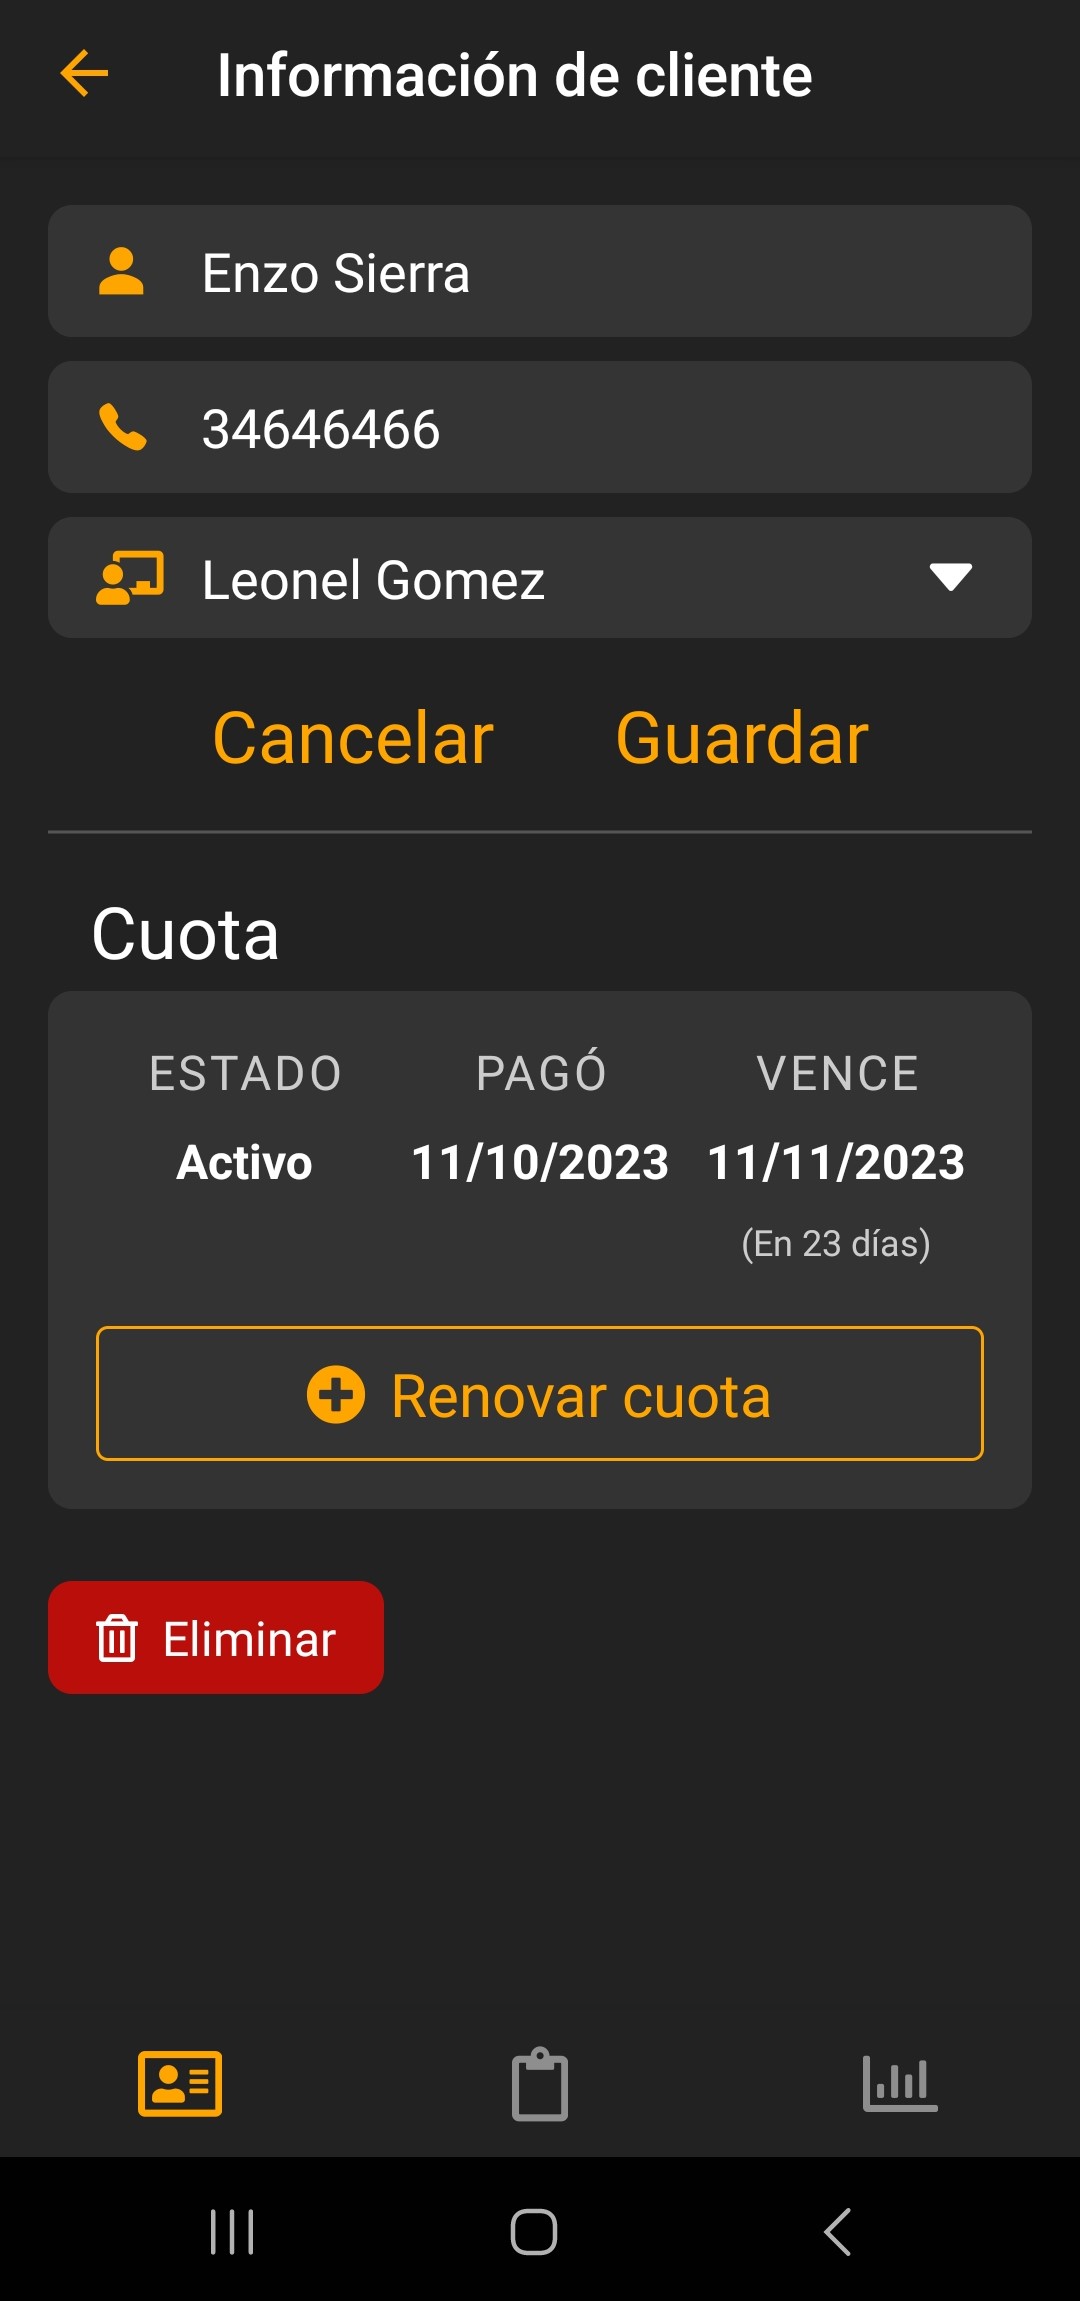 Información de cliente
Enzo Sierra
34646466
Leonel Gomez
Cancelar Guardar
Cuota
ESTADO PAGÓ VENCE
Activo 11/10/2023 11/11/2023
(En 23 días)
Renovar cuota
Eliminar